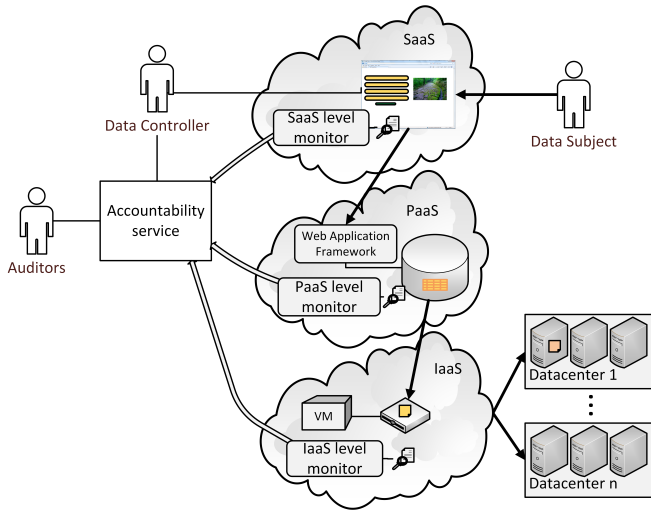 SaaS
Data Controller
SaaS level
monitor
Data Subject
Accountability
service
PaaS
Web Application
Framework
Auditors
PaaS level
monitor
IaaS
Datacenter 1
VM
IaaS level
monitor
Datacenter n